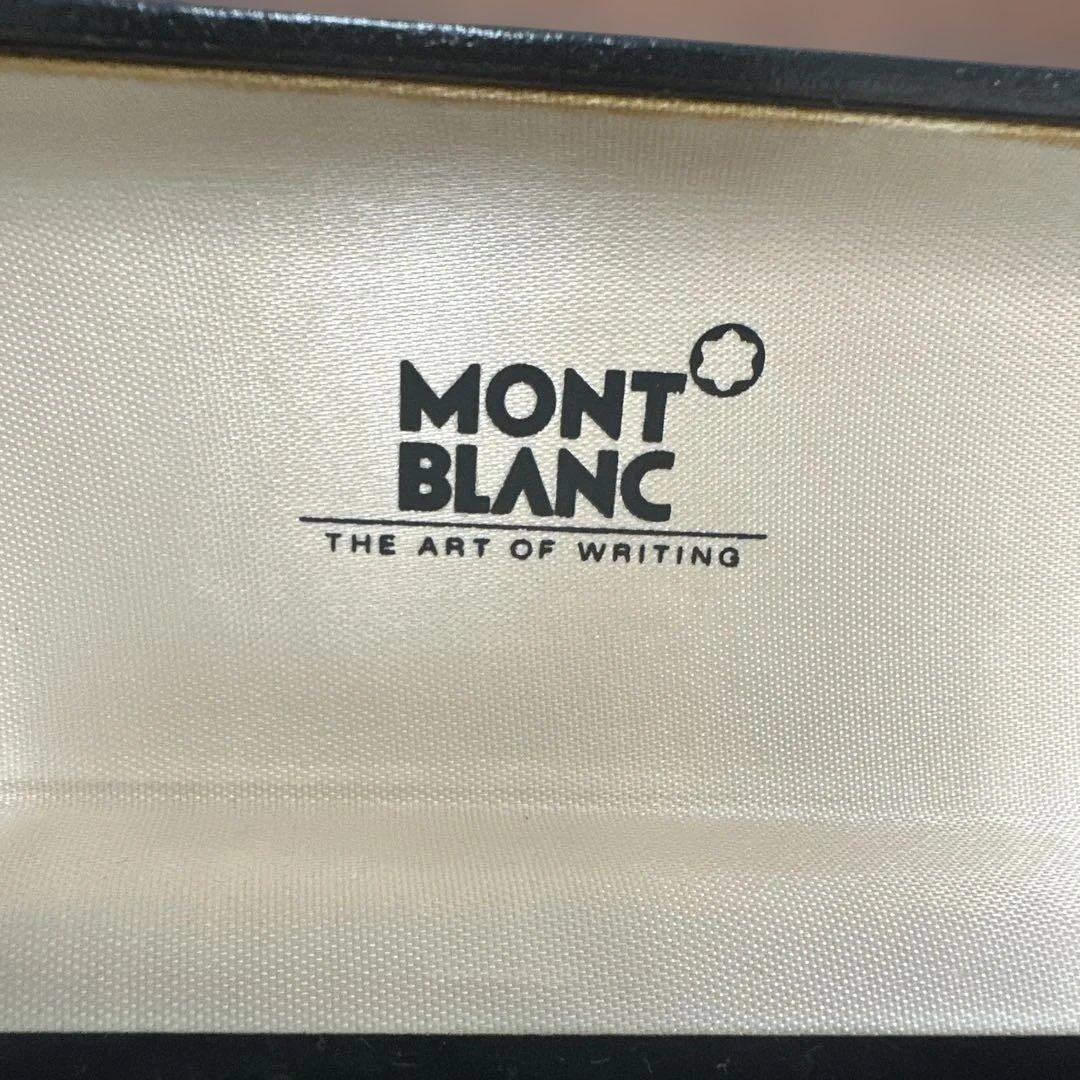 MONT
BLANC
THE ART OF WRITING